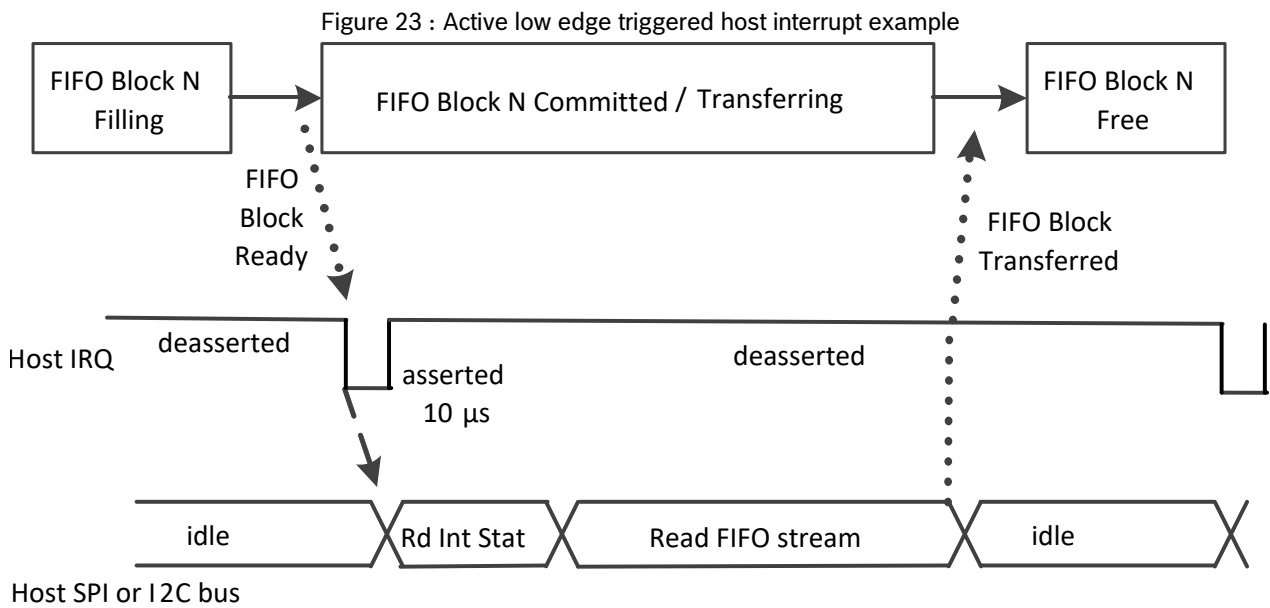 Figure 23 : Active low edge triggered host interrupt example
FIFO Block N
Filling
FIFO Block N Committed / Transferring
FIFO Block N
Free
FIFO
Block
Ready
FIFO Block
Transferred
Host IRQ
deasserted
asserted
10 µs
deasserted
idle
Rd Int Stat
Read FIFO stream
idle
Host SPI or I2C bus